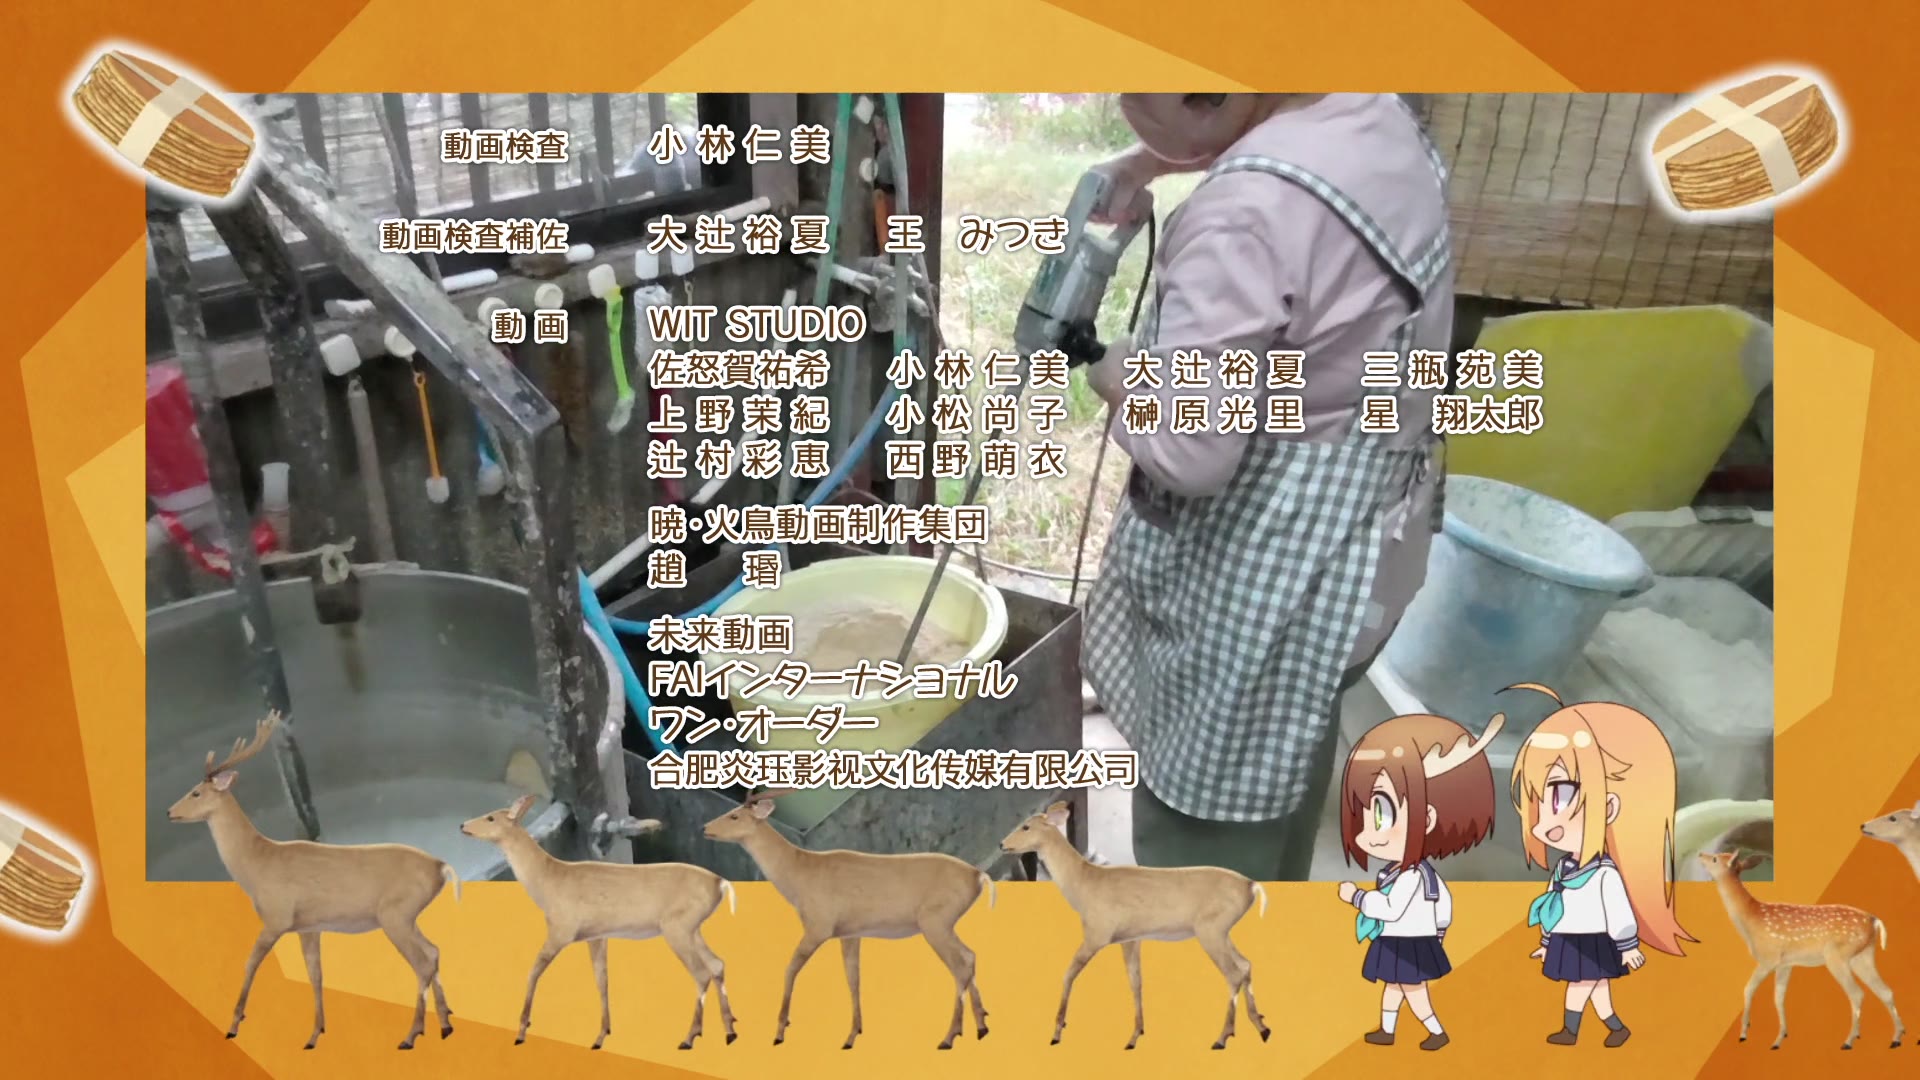 動画検査 小林仁美
動画検査補佐 大辻裕夏 王 みつき
動画 WIT STUDIO
佐怒賀祐希 小林仁美 大辻裕夏 三瓶苑美
上野茉紀 小松尚子 榊原光里 星 翔太郎
辻村彩恵 西野萌衣
暁・火鳥動画制作集団
趙 瑉
未来動画
FAIインターナショナル
ワン・オーダー
合肥炎珏影视文化传媒有限公司